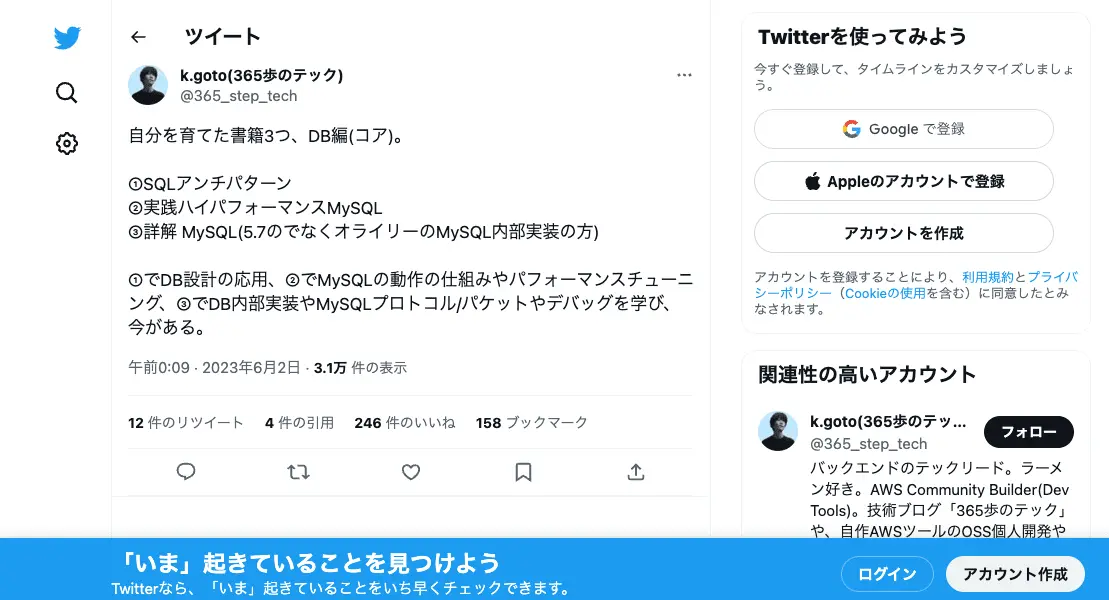 ツイート
k.goto(365歩のテック)
@365_step_tech
自分を育てた書籍3つ、DB編(コア)。
①SQLアンチパターン
②実践ハイパフォーマンスMySQL
③詳解 MySQL(5.7のでなくオライリーのMySQL内部実装の方)
①でDB設計の応用、②でMySQLの動作の仕組みやパフォーマンスチューニ
ング、③でDB内部実装やMySQLプロトコル/パケットやデバッグを学び、
今がある。
午前0:09 · 2023年6月2日 · 3.1万 件の表示
12 件のリツイート 4 件の引用 246 件のいいね 158 ブックマーク
Twitterを使ってみよう
今すぐ登録して、タイムラインをカスタマイズしましょ
う。
Google で登録
Appleのアカウントで登録
アカウントを作成
アカウントを登録することにより、利用規約とプライバ
シーポリシー（Cookieの使用を含む）に同意したとみ
なされます。
関連性の高いアカウント
k.goto(365歩のテッ...
@365_step_tech
フォロー
バックエンドのテックリード。ラーメ
ン好き。AWS Community Builder(Dev
Tools)。技術ブログ「365歩のテック」
や、自作AWSツールのOSS個人開発や
「いま」起きていることを見つけよう
Twitterなら、「いま」起きていることをいち早くチェックできます。
ログイン
アカウント作成